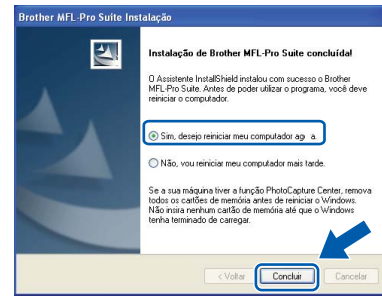 Brother MFL-Pro Suite Instalação
Instalação de Brother MFL-Pro Suite concluída!
O Assistente InstallShield instalou com sucesso o Brother
MFL-Pro Suite. Antes de poder utilizar o programa, você deve
reiniciar o computador.
Sim, desejo reiniciar meu computador ag a.
Não, vou reiniciar meu computador mais tarde.
Se a sua máquina tiver a função PhotoCapture Center, remova
todos os cartões de memória antes de reiniciar o Windows.
Não insira nenhum cartão de memória até que o Windows
tenha terminado de carregar.
< Voltar Concluir Cancelar